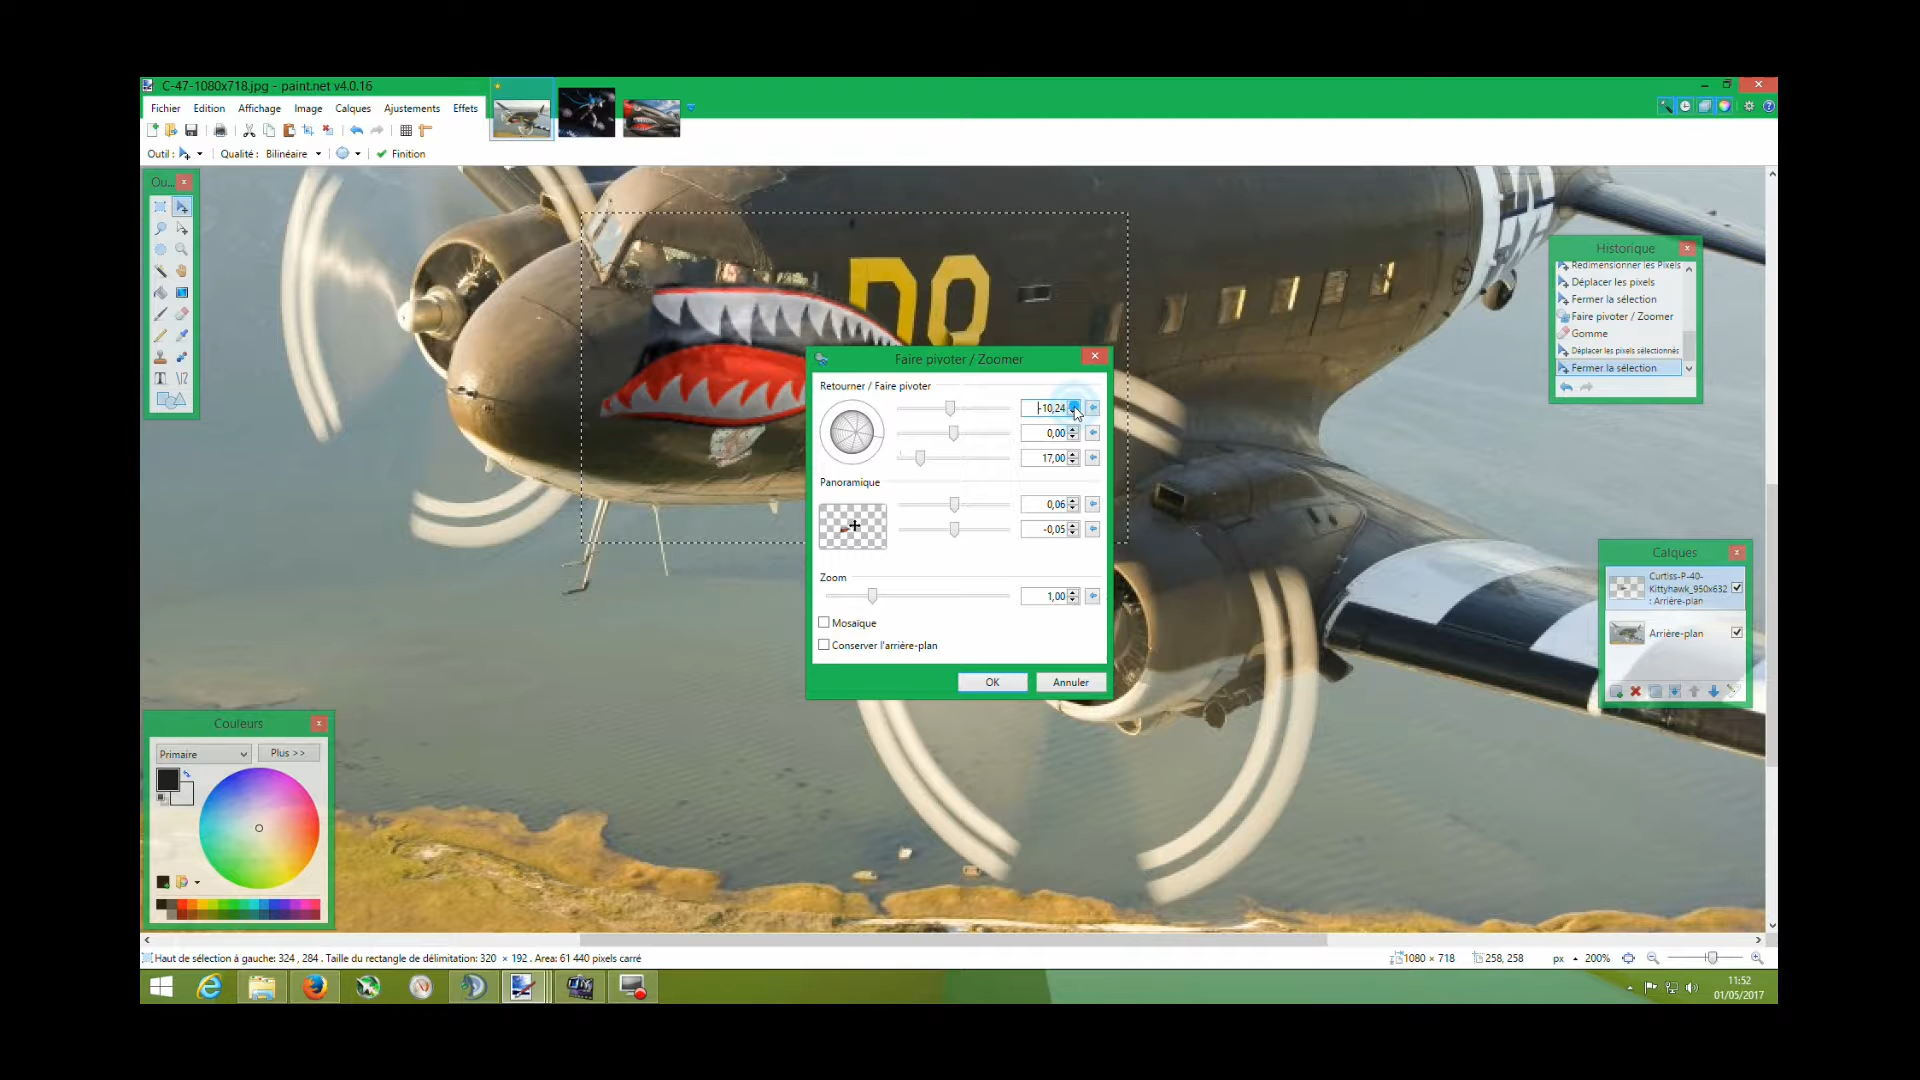 C-47-1080x718.jpg - paint.net v4.0.16
Fichier Edition Affichage Image Calques Ajustements Effets
Outil : Qualité : Bilinéaire Finition
Ou...
DQ
Historique
Redimensionner les Pixels
Déplacer les pixels
Fermer la sélection
Faire pivoter / Zoomer
Gomme
Déplacer les pixels sélectionnés
Fermer la sélection
Faire pivoter / Zoomer
Retourner / Faire pivoter
-10,24
0,00
17,00
Panoramique
0,06
-0,05
Zoom
1,00
Mosaïque
Conserver l'arrière-plan
OK Annuler
Calques
Curtiss-P-40-
Kittyhawk_950x632
: Arrière-plan
Arrière-plan
Couleurs
Primaire Plus >>
Haut de sélection à gauche: 324 , 284 . Taille du rectangle de délimitation: 320 × 192 . Area: 61 440 pixels carré 1080 × 718 258, 258 px 200%
11:52
01/05/2017